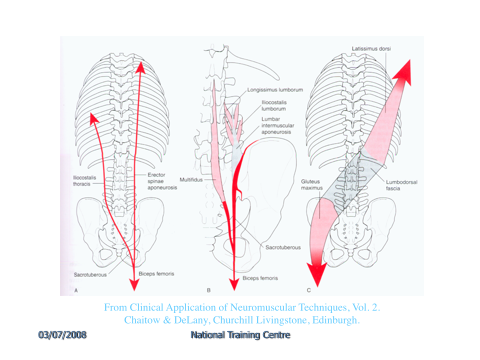 Latissimus dorsi
Longissimus lumborum
Iliocostalis
lumborum
Lumbar
intermuscular
aponeurosis
Iliocostalis
thoracis
Erector
spinae
aponeurosis
Multifidus
Gluteus
maximus
Lumbodorsal
fascia
Sacrotuberous
Sacrotuberous
Biceps femoris
Biceps femoris
A
B
C
From Clinical Application of Neuromuscular Techniques, Vol. 2.
Chaitow & DeLany, Churchill Livingstone, Edinburgh.
03/07/2008
National Training Centre